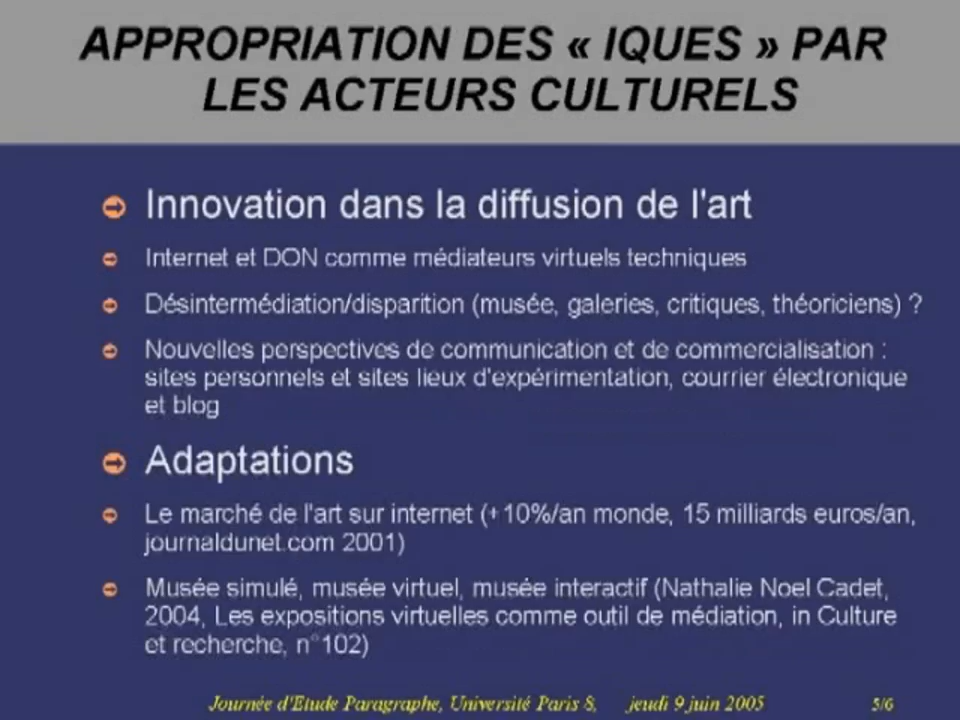 APPROPRIATION DES « IQUES » PAR
LES ACTEURS CULTURELS
Innovation dans la diffusion de l'art
Internet et DON comme médiateurs virtuels techniques
Désintermédiation/disparition (musée, galeries, critiques, théoriciens) ?
Nouvelles perspectives de communication et de commercialisation :
sites personnels et sites lieux d'expérimentation, courrier électronique
et blog
Adaptations
Le marché de l'art sur internet (+10%/an monde, 15 milliards euros/an,
journaldunet.com 2001)
Musée simulé, musée virtuel, musée interactif (Nathalie Noel Cadet,
2004, Les expositions virtuelles comme outil de médiation, in Culture
et recherche, n°102)
Journée d'Etude Paragraphe, Université Paris 8, jeudi 9 juin 2005 5/6